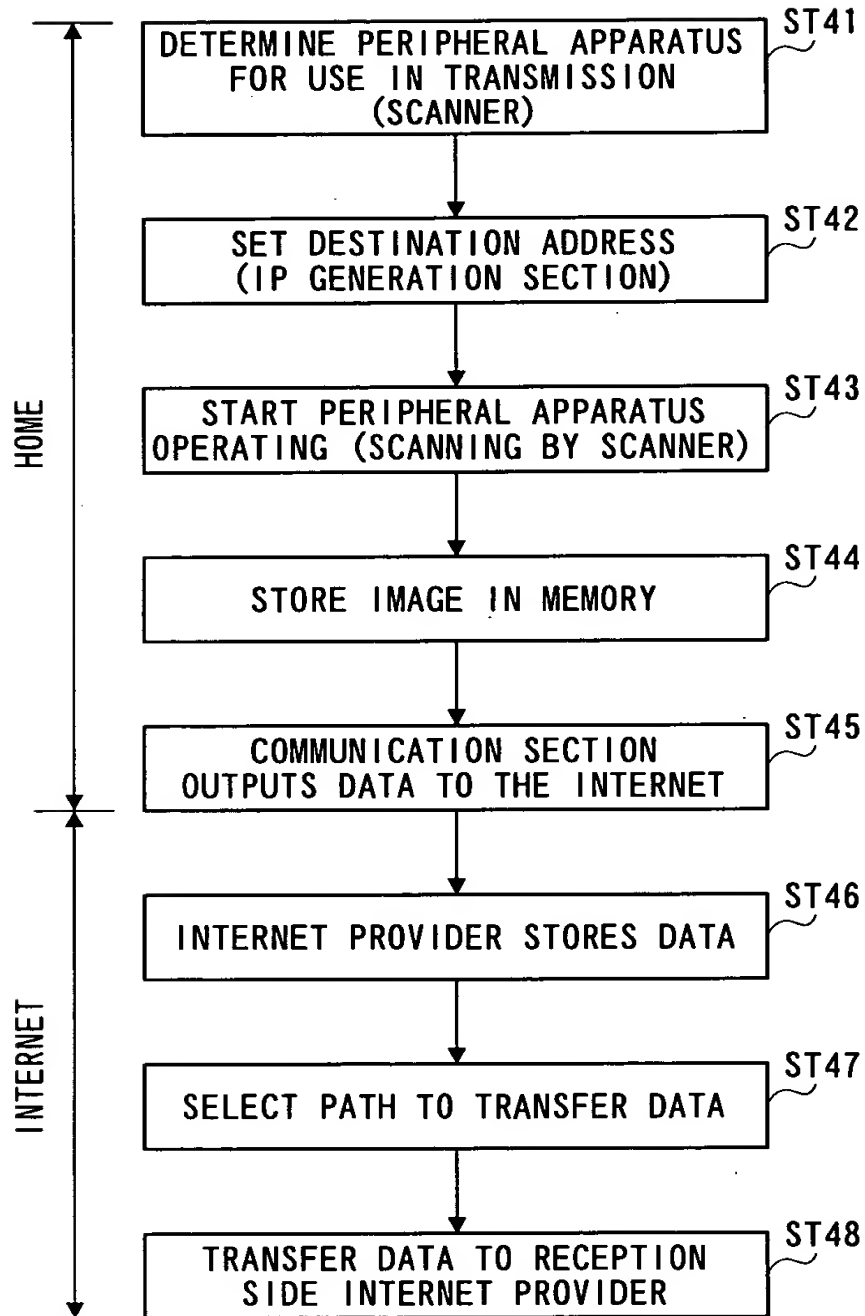 ST41
DETERMINE PERIPHERAL APPARATUS
FOR USE IN TRANSMISSION
(SCANNER)
ST42
SET DESTINATION ADDRESS
(IP GENERATION SECTION)
ST43
START PERIPHERAL APPARATUS
OPERATING (SCANNING BY SCANNER)
HOME
ST44
STORE IMAGE IN MEMORY
ST45
COMMUNICATION SECTION
OUTPUTS DATA TO THE INTERNET
ST46
INTERNET PROVIDER STORES DATA
INTERNET
ST47
SELECT PATH TO TRANSFER DATA
ST48
TRANSFER DATA TO RECEPTION
SIDE INTERNET PROVIDER